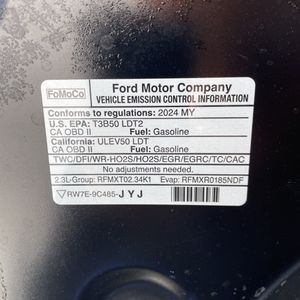 FoMoCo
Ford Motor Company
VEHICLE EMISSION CONTROL INFORMATION
Conforms to regulations: 2024 MY
U.S. EPA: T3B50 LDT2
CA OBD II Fuel: Gasoline
California: ULEV50 LDT
CA OBD II Fuel: Gasoline
TWC/DFI/WR-HO2S/HO2S/EGR/EGRC/TC/CAC
No adjustments needed.
2.3L-Group: RFMXT02.34K1 Evap: RFMXR0185NDF
RW7E-9C485-JYJ